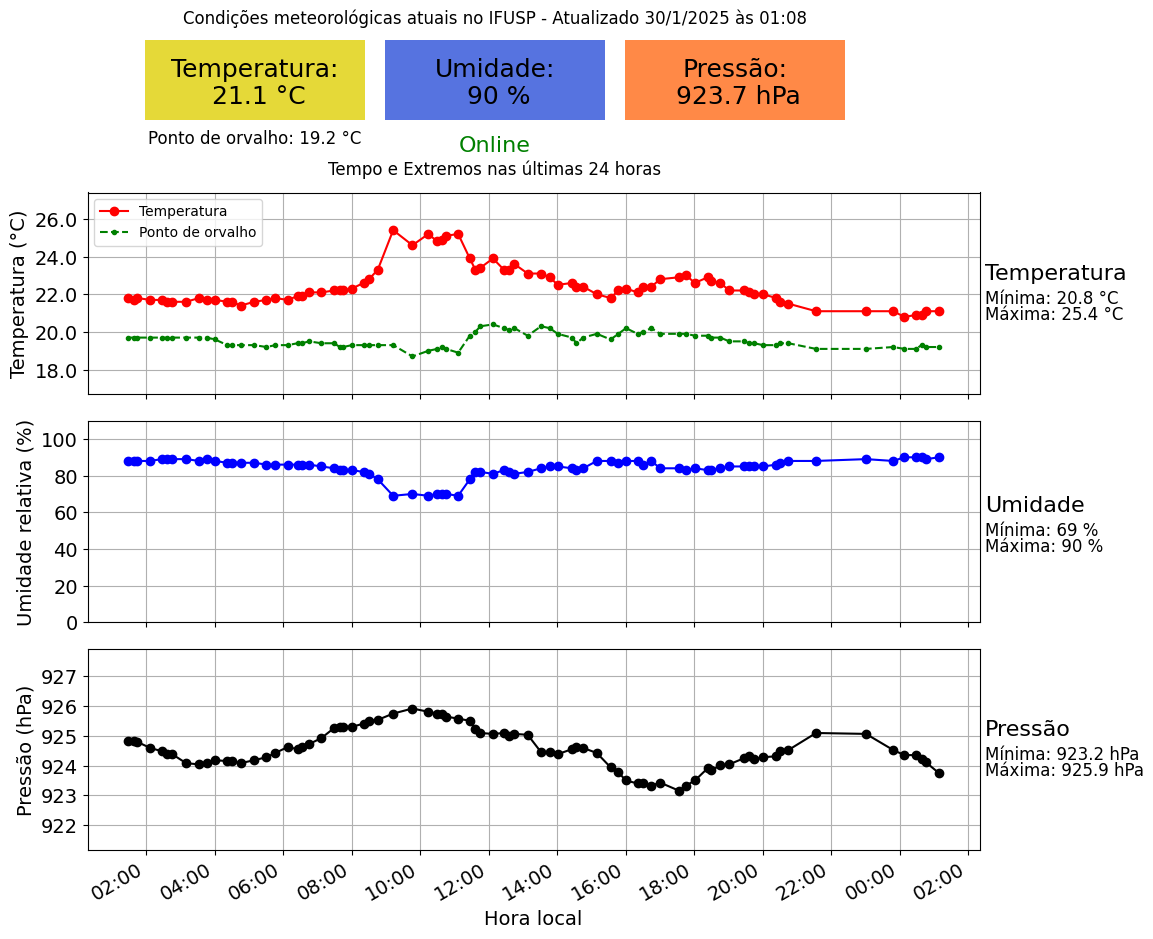 Condições meteorológicas atuais no IFUSP - Atualizado 30/1/2025 às 01:08
Temperatura:
21.1 °C
Umidade:
90 %
Pressão:
923.7 hPa
Ponto de orvalho: 19.2 °C
Online
Tempo e Extremos nas últimas 24 horas
Temperatura (°C)
26.0
24.0
22.0
20.0
18.0
Temperatura
Ponto de orvalho
Temperatura
Mínima: 20.8 °C
Máxima: 25.4 °C
Umidade relativa (%)
100
80
60
40
20
0
Umidade
Mínima: 69 %
Máxima: 90 %
Pressão (hPa)
927
926
925
924
923
922
Pressão
Mínima: 923.2 hPa
Máxima: 925.9 hPa
02:00 04:00 06:00 08:00 10:00 12:00 14:00 16:00 18:00 20:00 22:00 00:00 02:00
Hora local